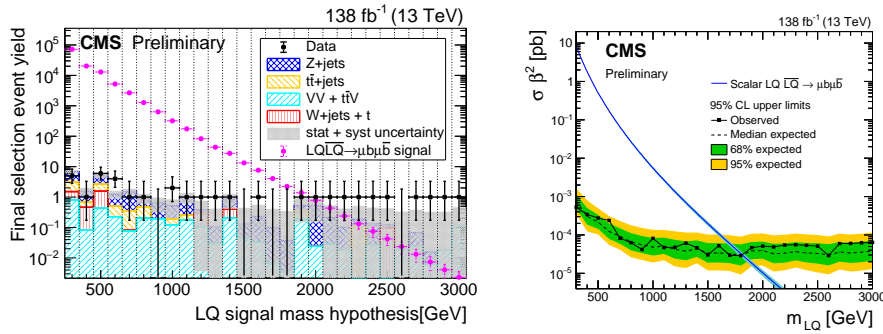 138 fb⁻¹ (13 TeV)
CMS Preliminary
Final selection event yield
10⁵
10⁴
10³
10²
10
1
10⁻¹
10⁻²
Data
Z+jets
tt̄+jets
VV + tt̄V
W+jets + t
stat + syst uncertainty
LQL̅Q̅→μbμb̄ signal
500 1000 1500 2000 2500 3000
LQ signal mass hypothesis[GeV]
138 fb⁻¹ (13 TeV)
CMS
Preliminary
σ β² [pb]
10
1
10⁻¹
10⁻²
10⁻³
10⁻⁴
10⁻⁵
Scalar LQ L̅Q̅ → μbμb̄
95% CL upper limits
Observed
Median expected
68% expected
95% expected
500 1000 1500 2000 2500 3000
m_LQ [GeV]